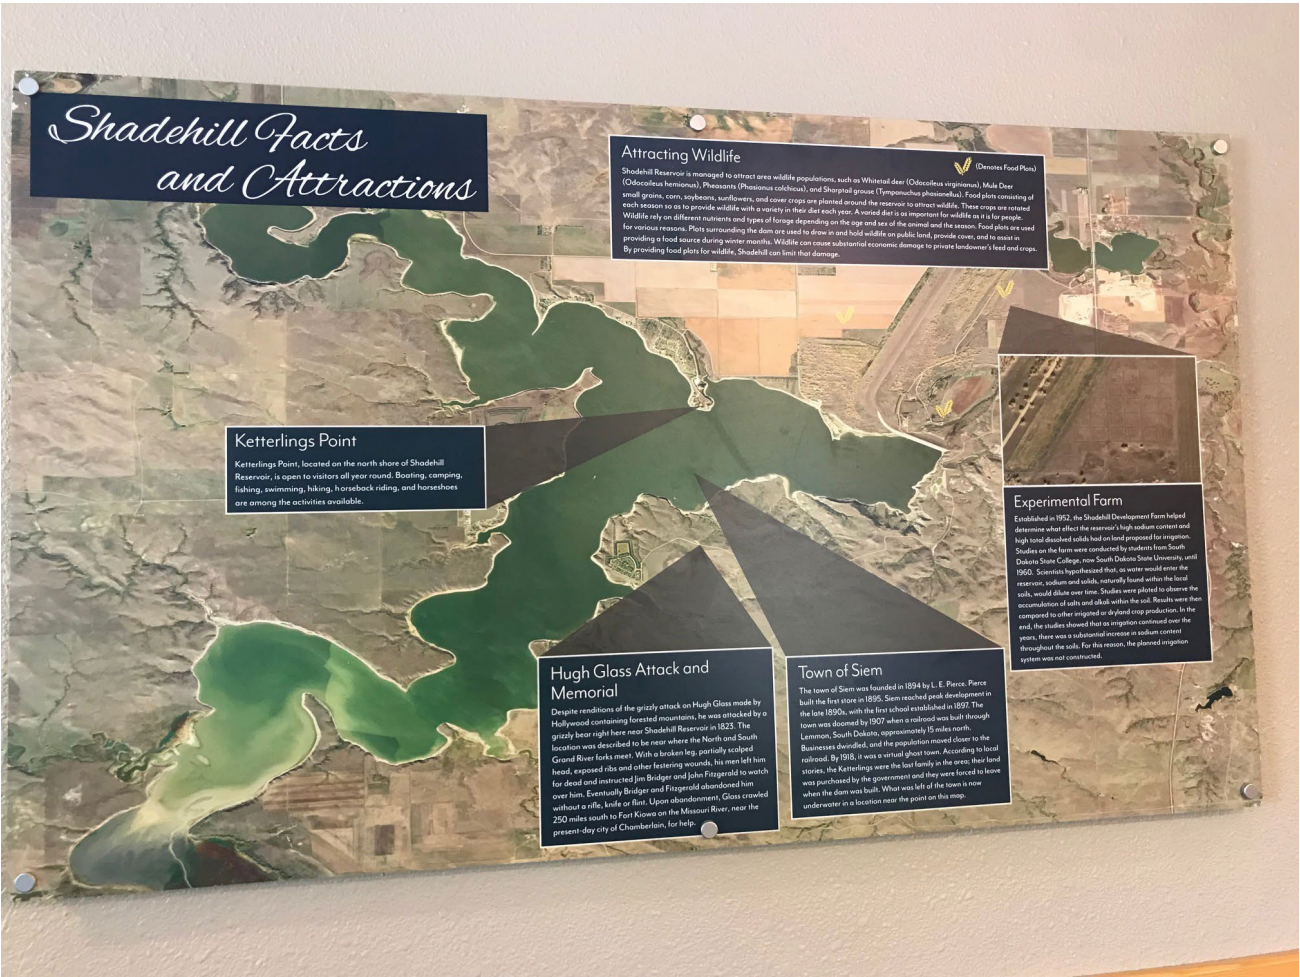 Shadehill Facts
and Attractions
Attracting Wildlife
(Denotes Food Plots)
Shadehill Reservoir is managed to attract area wildlife populations, such as Whitetail deer (Odocoileus virginianus), Mule Deer
(Odocoileus hemionus), Pheasants (Phasianus colchicus), and Sharptail grouse (Tympanuchus phasianellus). Food plots consisting of
small grains, corn, soybeans, sunflowers, and cover crops are planted around the reservoir to attract wildlife. These crops are rotated
each season so as to provide wildlife with a variety in their diet each year. A varied diet is as important for wildlife as it is for people.
Wildlife rely on different nutrients and types of forage depending on the age and sex of the animal and the season. Food plots are used
for various reasons. Plots surrounding the dam are used to draw in and hold wildlife on public land, provide cover, and to assist in
providing a food source during winter months. Wildlife can cause substantial economic damage to private landowner's feed and crops.
By providing food plots for wildlife, Shadehill can limit that damage.
Ketterlings Point
Ketterlings Point, located on the north shore of Shadehill
Reservoir, is open to visitors all year round. Boating, camping,
fishing, swimming, hiking, horseback riding, and horseshoes
are among the activities available.
Experimental Farm
Established in 1952, the Shadehill Development Farm helped
determine what effect the reservoir's high sodium content and
high total dissolved solids had on land proposed for irrigation.
Studies on the farm were conducted by students from South
Dakota State College, now South Dakota State University, until
1960. Scientists hypothesized that, as water would enter the
reservoir, sodium and solids, naturally found within the local
soils, would dilute over time. Studies were piloted to observe the
accumulation of salts and alkali within the soil. Results were then
compared to other irrigated or dryland crop production. In the
end, the studies showed that as irrigation continued over the
years, there was a substantial increase in sodium content
throughout the soils. For this reason, the planned irrigation
system was not constructed.
Hugh Glass Attack and
Memorial
Despite renditions of the grizzly attack on Hugh Glass made by
Hollywood containing forested mountains, he was attacked by a
grizzly bear right here near Shadehill Reservoir in 1823. The
location was described to be near where the North and South
Grand River forks meet. With a broken leg, partially scalped
head, exposed ribs and other festering wounds, his men left him
for dead and instructed Jim Bridger and John Fitzgerald to watch
over him. Eventually Bridger and Fitzgerald abandoned him
without a rifle, knife or flint. Upon abandonment, Glass crawled
250 miles south to Fort Kiowa on the Missouri River, near the
present-day city of Chamberlain, for help.
Town of Siem
The town of Siem was founded in 1894 by L. E. Pierce. Pierce
built the first store in 1895. Siem reached peak development in
the late 1890s, with the first school established in 1897. The
town was doomed by 1907 when a railroad was built through
Lemmon, South Dakota, approximately 15 miles north.
Businesses dwindled, and the population moved closer to the
railroad. By 1918, it was a virtual ghost town. According to local
stories, the Ketterlings were the last family in the area; their land
was purchased by the government and they were forced to leave
when the dam was built. What was left of the town is now
underwater in a location near the point on this map.